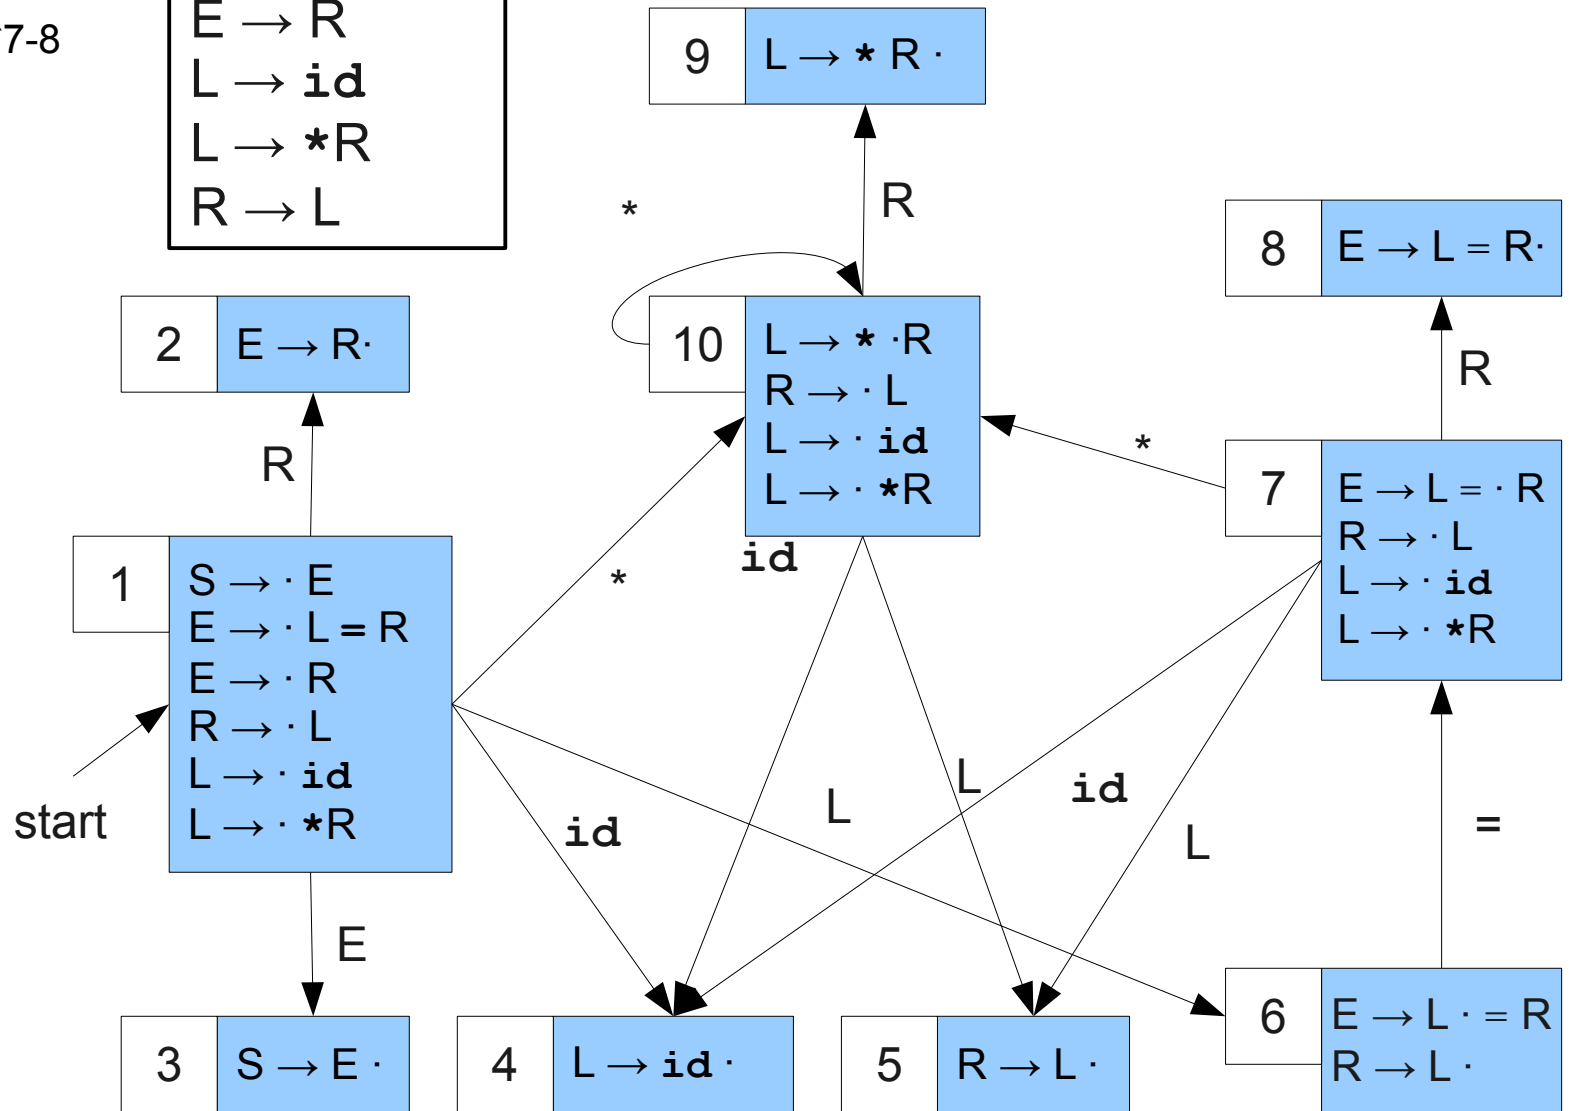 7-8
E → R
L → id
L → *R
R → L
9
L → * R ·
R
*
8
E → L = R·
2
E → R·
10
L → * ·R
R → · L
L → · id
L → · *R
R
R
*
7
E → L = · R
R → · L
L → · id
L → · *R
1
S → · E
E → · L = R
E → · R
R → · L
L → · id
L → · *R
id
*
start
id
L
L
id
L
=
E
3
S → E ·
4
L → id ·
5
R → L ·
6
E → L · = R
R → L ·